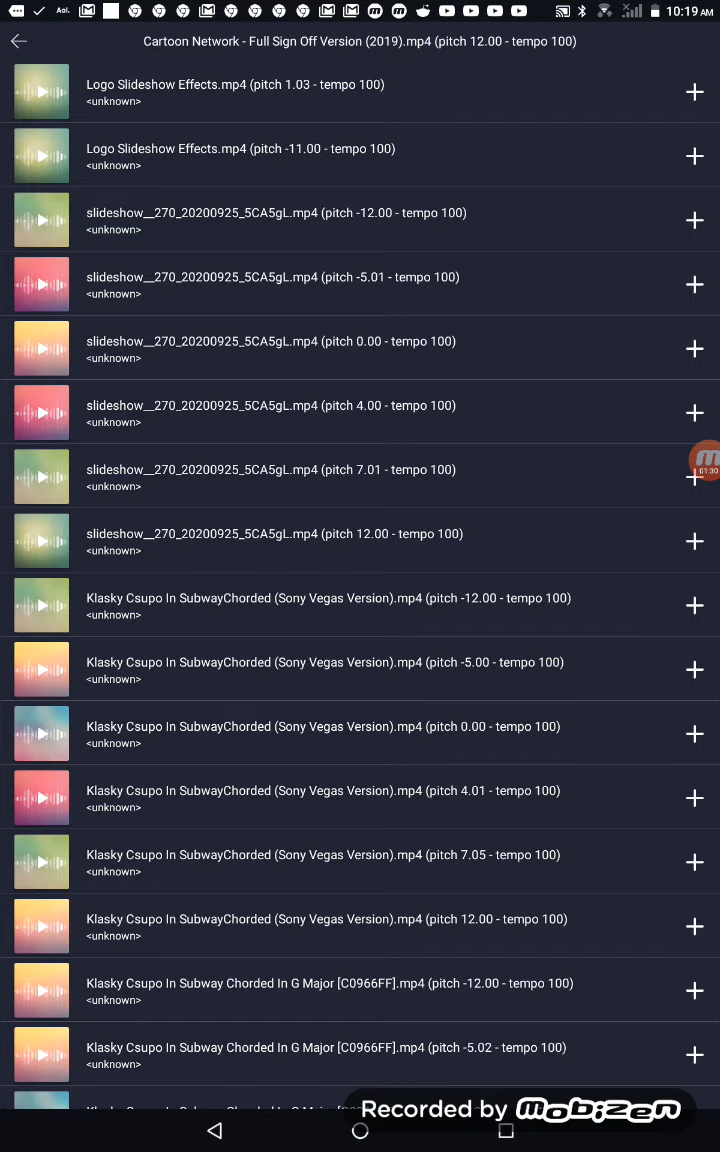 Aol.
10:19 AM
Cartoon Network - Full Sign Off Version (2019).mp4 (pitch 12.00 - tempo 100)
Logo Slideshow Effects.mp4 (pitch 1.03 - tempo 100)
<unknown>
Logo Slideshow Effects.mp4 (pitch -11.00 - tempo 100)
<unknown>
slideshow__270_20200925_5CA5gL.mp4 (pitch -12.00 - tempo 100)
<unknown>
slideshow__270_20200925_5CA5gL.mp4 (pitch -5.01 - tempo 100)
<unknown>
slideshow__270_20200925_5CA5gL.mp4 (pitch 0.00 - tempo 100)
<unknown>
slideshow__270_20200925_5CA5gL.mp4 (pitch 4.00 - tempo 100)
<unknown>
01:30
slideshow__270_20200925_5CA5gL.mp4 (pitch 7.01 - tempo 100)
<unknown>
slideshow__270_20200925_5CA5gL.mp4 (pitch 12.00 - tempo 100)
<unknown>
Klasky Csupo In SubwayChorded (Sony Vegas Version).mp4 (pitch -12.00 - tempo 100)
<unknown>
Klasky Csupo In SubwayChorded (Sony Vegas Version).mp4 (pitch -5.00 - tempo 100)
<unknown>
Klasky Csupo In SubwayChorded (Sony Vegas Version).mp4 (pitch 0.00 - tempo 100)
<unknown>
Klasky Csupo In SubwayChorded (Sony Vegas Version).mp4 (pitch 4.01 - tempo 100)
<unknown>
Klasky Csupo In SubwayChorded (Sony Vegas Version).mp4 (pitch 7.05 - tempo 100)
<unknown>
Klasky Csupo In SubwayChorded (Sony Vegas Version).mp4 (pitch 12.00 - tempo 100)
<unknown>
Klasky Csupo In Subway Chorded In G Major [C0966FF].mp4 (pitch -12.00 - tempo 100)
<unknown>
Klasky Csupo In Subway Chorded In G Major [C0966FF].mp4 (pitch -5.02 - tempo 100)
<unknown>
Recorded by mobizen